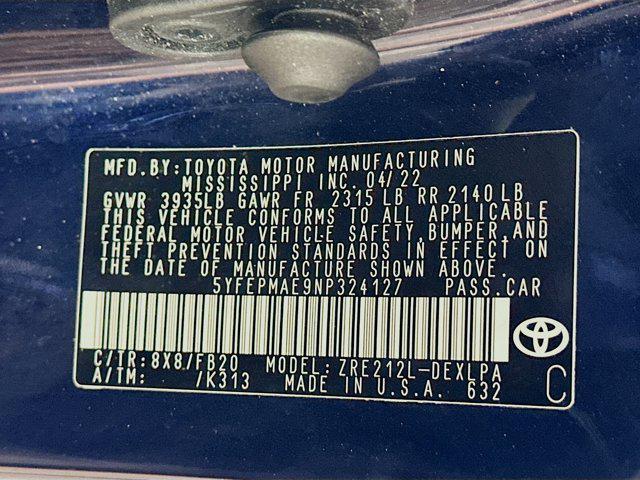 MFD. BY: TOYOTA MOTOR MANUFACTURING
MISSISSIPPI INC. 04/22
GVWR 3935LB GAWR FR 2315 LB RR 2140 LB
THIS VEHICLE CONFORMS TO ALL APPLICABLE
FEDERAL MOTOR VEHICLE SAFETY, BUMPER, AND
THEFT PREVENTION STANDARDS IN EFFECT ON
THE DATE OF MANUFACTURE SHOWN ABOVE.
5YFEPMAE9NP324127 PASS. CAR
C/TR: 8X8/FB20 MODEL: ZRE212L-DEXLPA
A/TM: /K313 MADE IN U.S.A. 632
C